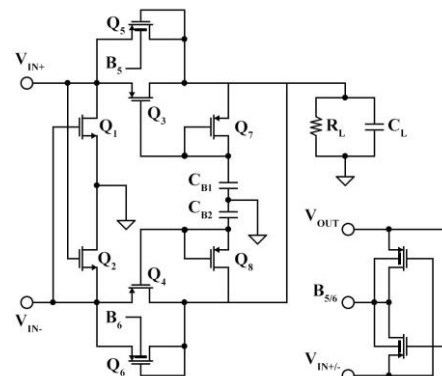 Q5
B5
VIN+
Q3
Q1
Q7
RL
CL
CB1
CB2
VOUT
Q2
Q4
Q8
B5/6
B6
VIN-
VIN+/-
Q6